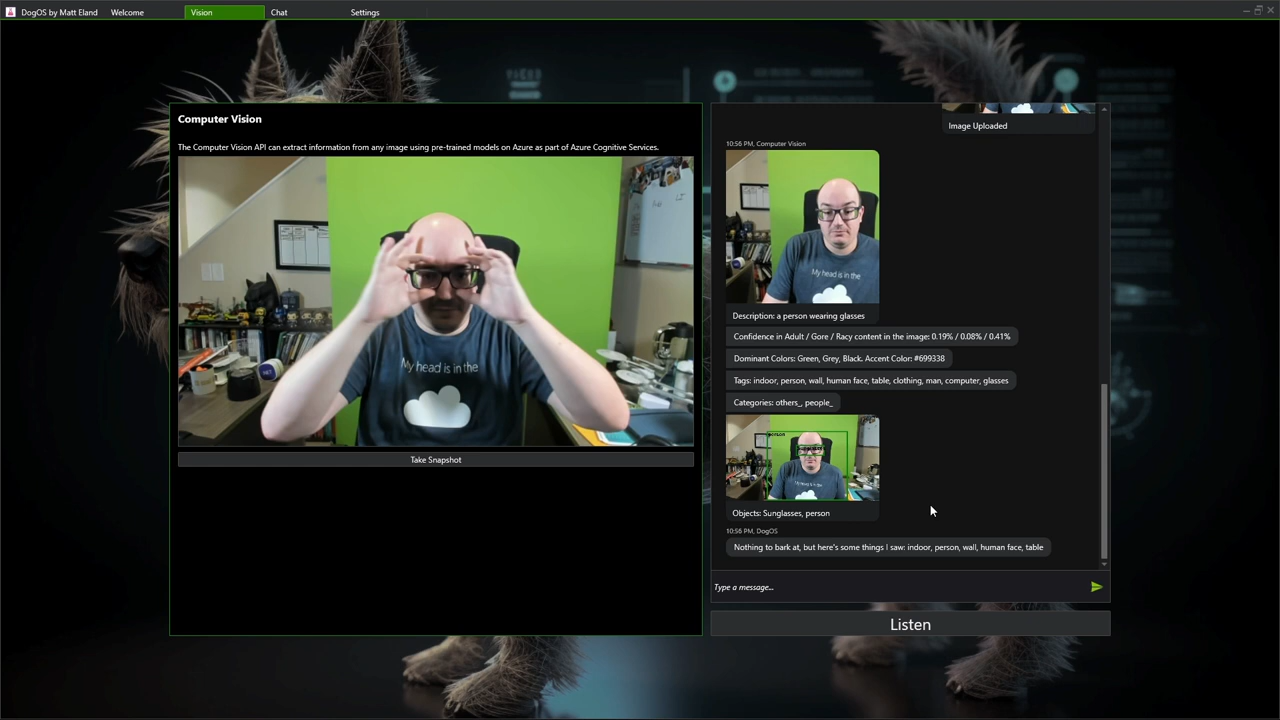 DogOS by Matt Eland
Welcome
Vision
Chat
Settings
Computer Vision
The Computer Vision API can extract information from any image using pre-trained models on Azure as part of Azure Cognitive Services.
My head is in the
Take Snapshot
Image Uploaded
10:56 PM, Computer Vision
My head is in the
Description: a person wearing glasses
Confidence in Adult / Gore / Racy content in the image: 0.19% / 0.08% / 0.41%
Dominant Colors: Green, Grey, Black. Accent Color: #699338
Tags: indoor, person, wall, human face, table, clothing, man, computer, glasses
Categories: others_, people_
person
My head is in the
Objects: Sunglasses, person
10:56 PM, DogOS
Nothing to bark at, but here's some things I saw: indoor, person, wall, human face, table
Type a message...
Listen